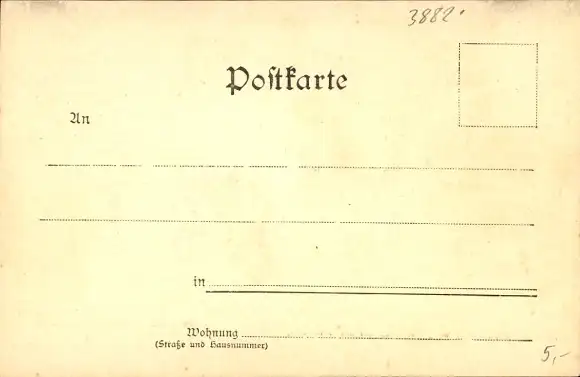 3882.
Postkarte
An
in
Wohnung
(Straße und Hausnummer)
5,-